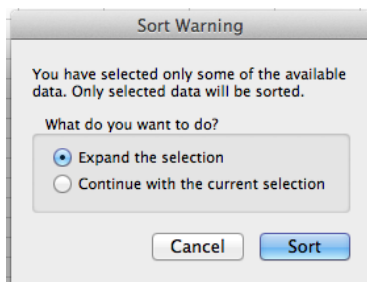 Sort Warning
You have selected only some of the available
data. Only selected data will be sorted.
What do you want to do?
Expand the selection
Continue with the current selection
Cancel Sort